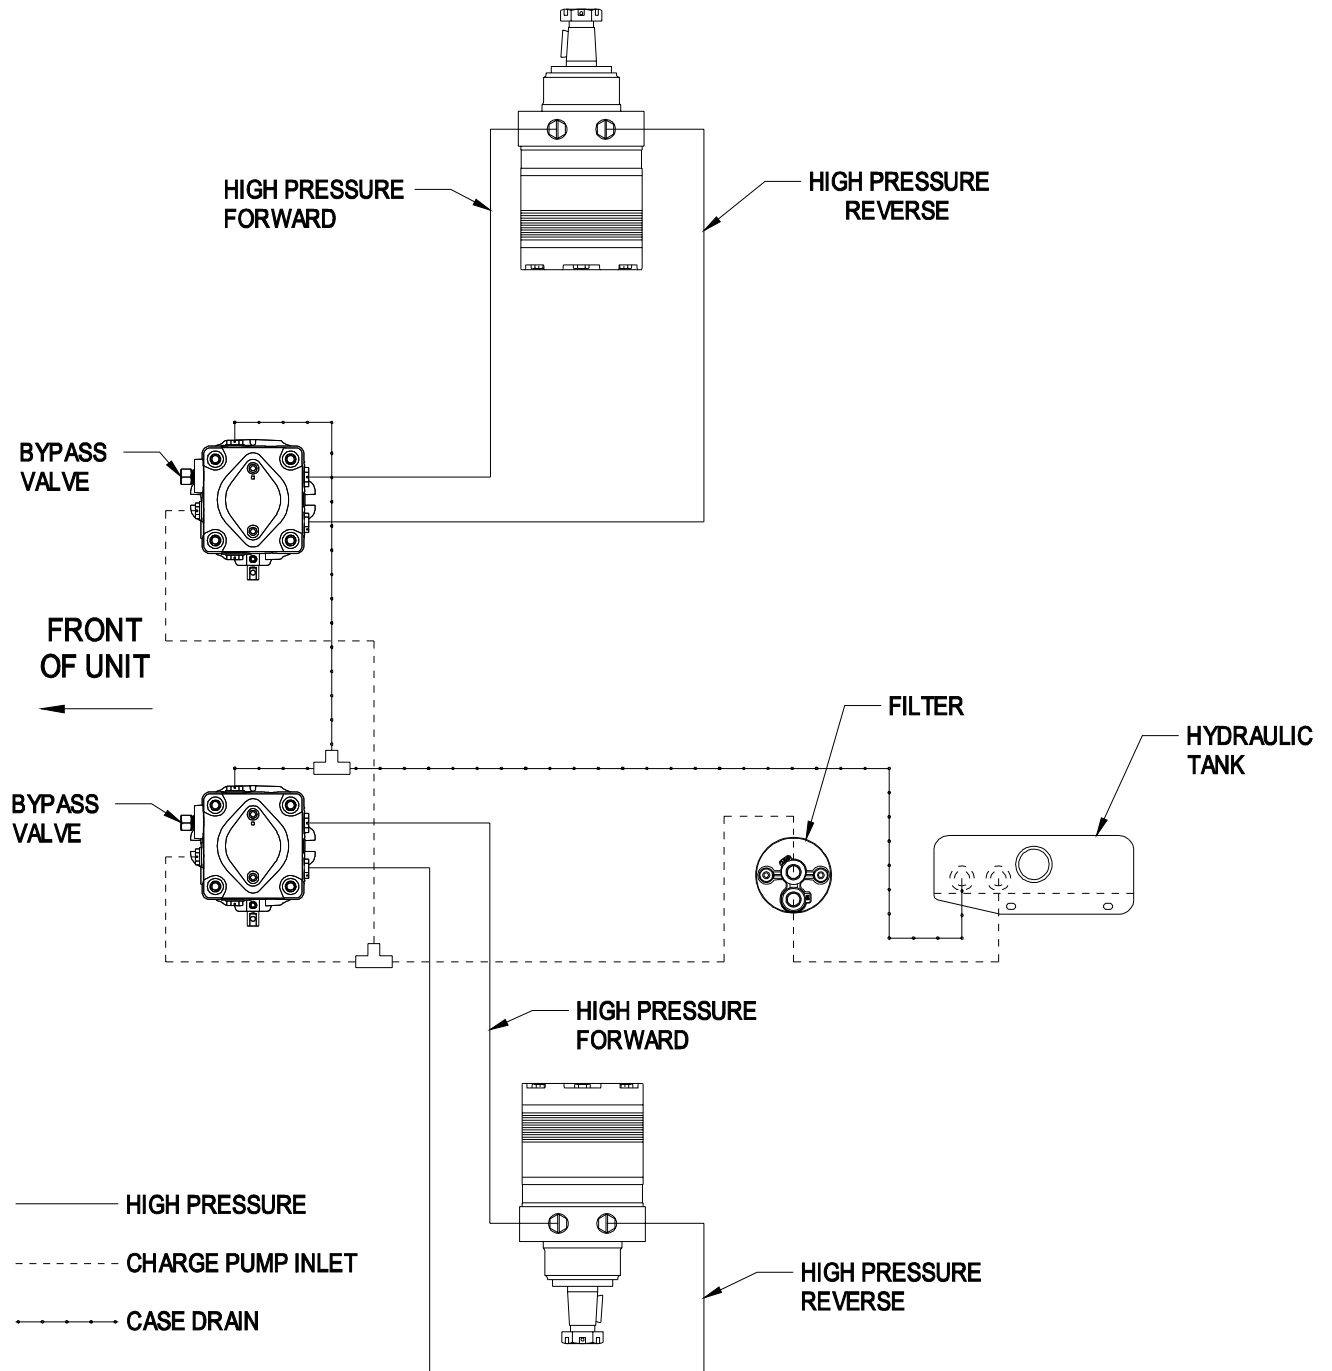 HIGH PRESSURE
FORWARD
HIGH PRESSURE
REVERSE
BYPASS
VALVE
FRONT
OF UNIT
FILTER
HYDRAULIC
TANK
BYPASS
VALVE
HIGH PRESSURE
FORWARD
HIGH PRESSURE
CHARGE PUMP INLET
CASE DRAIN
HIGH PRESSURE
REVERSE